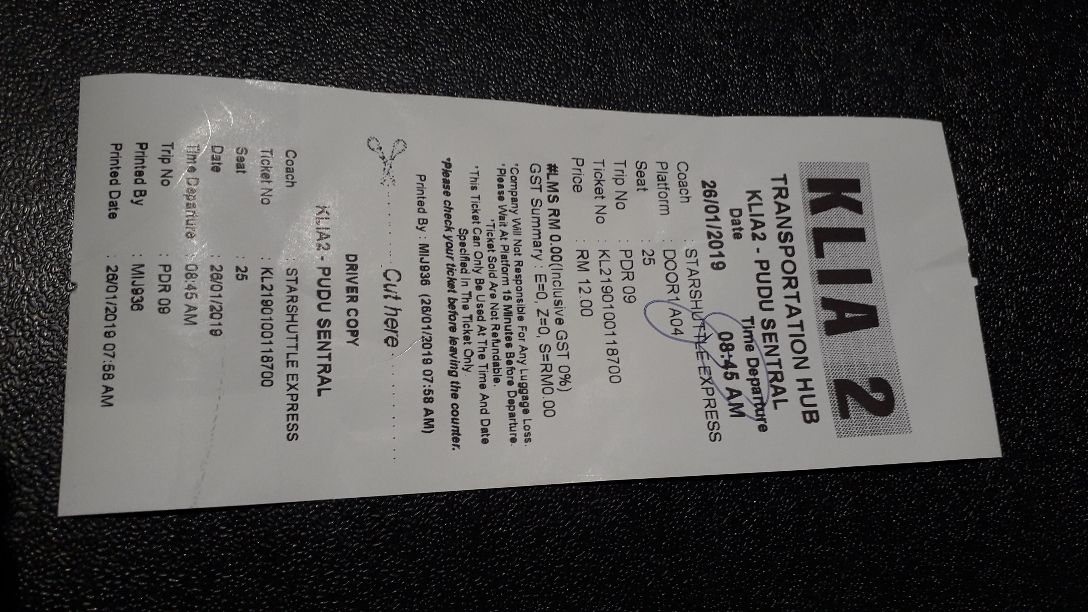 KLIA 2
TRANSPORTATION HUB
KLIA2 - PUDU SENTRAL
Date Time Departure
26/01/2019 08:45 AM
Coach STARSHUTTLE EXPRESS
Platform : DOOR1/A04
Seat : 25
Trip No : PDR 09
Ticket No : KL2190100118700
Price : RM 12.00
#LMS RM 0.00(Inclusive GST 0%)
GST Summary : E=0, Z=0, S=RM0.00
*Company Will Not Responsible For Any Luggage Loss.
*Please Wait At Platform 15 Minutes Before Departure.
*Ticket Sold Are Not Refundable.
*This Ticket Can Only Be Used At The Time And Date
Specified In The Ticket Only
*Please check your ticket before leaving the counter.
Printed By : MIJ936 (26/01/2019 07:58 AM)
Cut here
DRIVER COPY
KLIA2 - PUDU SENTRAL
Coach : STARSHUTTLE EXPRESS
Ticket No : KL2190100118700
Seat : 25
Date : 26/01/2019
Time Departure : 08:45 AM
Trip No : PDR 09
Printed By : MIJ936
Printed Date : 26/01/2019 07:58 AM